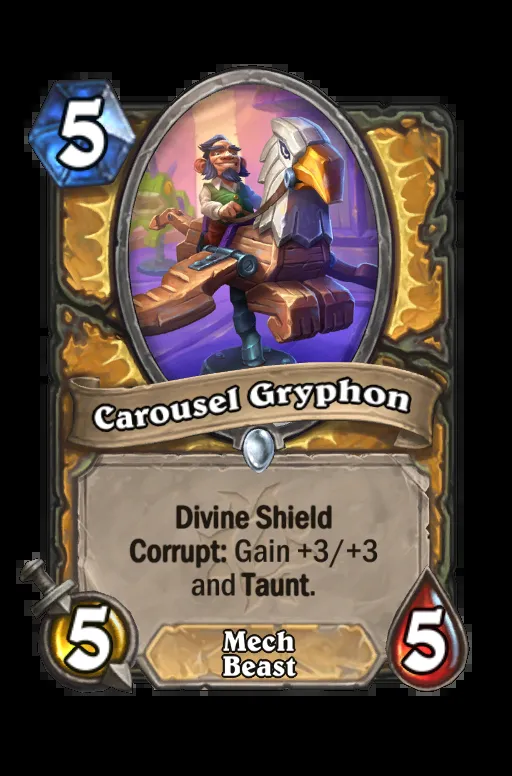 5
Carousel Gryphon
Divine Shield
Corrupt: Gain +3/+3
and Taunt.
5
Mech
Beast
5